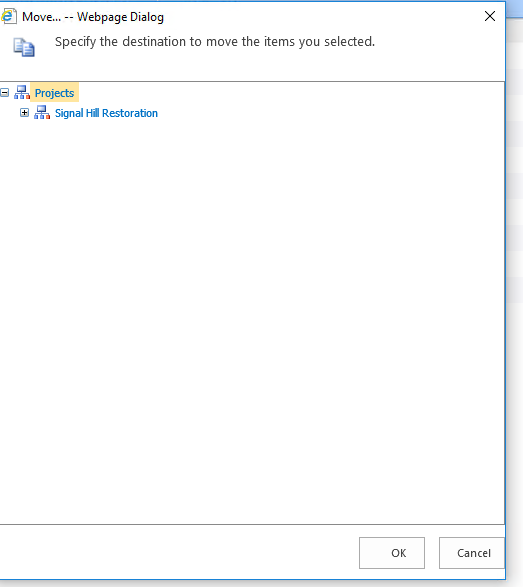 Move... -- Webpage Dialog
Specify the destination to move the items you selected.
Projects
Signal Hill Restoration
OK
Cancel